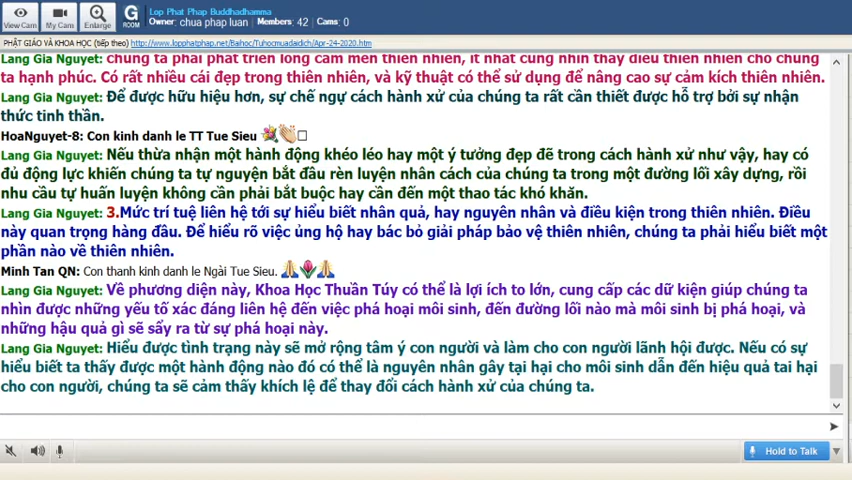 View Cam
My Cam
Enlarge
G
ROOM
Lop Phat Phap Buddhadhamma
Owner: chua phap luan   Members: 42   Cams: 0
PHẬT GIÁO VÀ KHOA HỌC (tiếp theo) http://www.lopphatphap.net/Baihoc/Tuhocmuadaidich/Apr-24-2020.htm
Lang Gia Nguyet: chúng ta phải phát triển lòng cảm mến thiên nhiên, ít nhất cũng nhìn thấy điều thiên nhiên cho chúng
ta hạnh phúc. Có rất nhiều cái đẹp trong thiên nhiên, và kỹ thuật có thể sử dụng để nâng cao sự cảm kích thiên nhiên.
Lang Gia Nguyet: Để được hữu hiệu hơn, sự chế ngự cách hành xử của chúng ta rất cần thiết được hỗ trợ bởi sự nhận
thức tinh thần.
HoaNguyet-8: Con kinh danh le TT Tue Sieu
Lang Gia Nguyet: Nếu thừa nhận một hành động khéo léo hay một ý tưởng đẹp đẽ trong cách hành xử như vậy, hay có
đủ động lực khiến chúng ta tự nguyện bắt đầu rèn luyện nhân cách của chúng ta trong một đường lối xây dựng, rồi
nhu cầu tự huấn luyện không cần phải bắt buộc hay cần đến một thao tác khó khăn.
Lang Gia Nguyet: 3.Mức trí tuệ liên hệ tới sự hiểu biết nhân quả, hay nguyên nhân và điều kiện trong thiên nhiên. Điều
này quan trọng hàng đầu. Để hiểu rõ việc ủng hộ hay bác bỏ giải pháp bảo vệ thiên nhiên, chúng ta phải hiểu biết một
phần nào về thiên nhiên.
Minh Tan QN: Con thanh kinh danh le Ngài Tue Sieu.
Lang Gia Nguyet: Về phương diện này, Khoa Học Thuần Túy có thể là lợi ích to lớn, cung cấp các dữ kiện giúp chúng ta
nhìn được những yếu tố xác đáng liên hệ đến việc phá hoại môi sinh, đến đường lối nào mà môi sinh bị phá hoại, và
những hậu quả gì sẽ sẩy ra từ sự phá hoại này.
Lang Gia Nguyet: Hiểu được tình trạng này sẽ mở rộng tâm ý con người và làm cho con người lãnh hội được. Nếu có sự
hiểu biết ta thấy được một hành động nào đó có thể là nguyên nhân gây tại hại cho môi sinh dẫn đến hiệu quả tai hại
cho con người, chúng ta sẽ cảm thấy khích lệ để thay đổi cách hành xử của chúng ta.
Hold to Talk